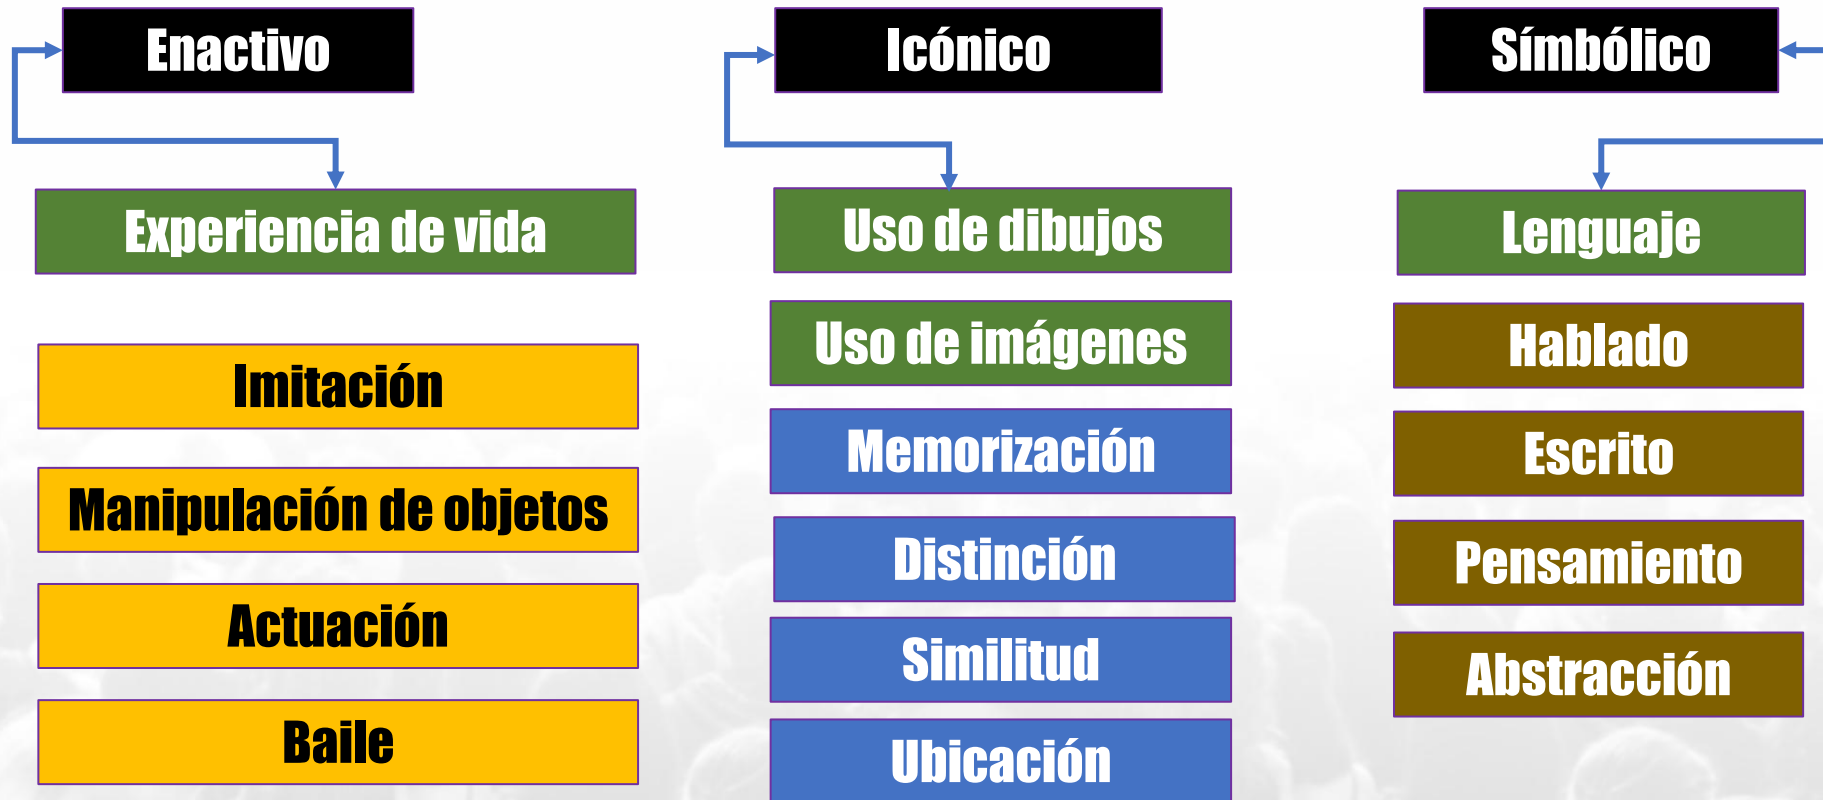 Enactivo
Experiencia de vida
Imitación
Manipulación de objetos
Actuación
Baile
Icónico
Uso de dibujos
Uso de imágenes
Memorización
Distinción
Similitud
Ubicación
Símbólico
Lenguaje
Hablado
Escrito
Pensamiento
Abstracción